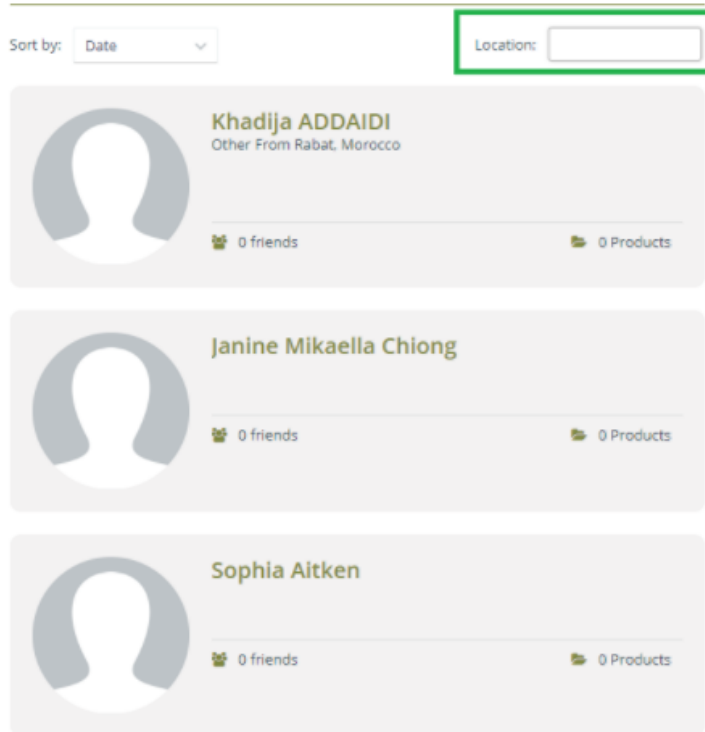 Sort by: Date Location:
Khadija ADDAIDI
Other From Rabat, Morocco
0 friends 0 Products
Janine Mikaella Chiong
0 friends 0 Products
Sophia Aitken
0 friends 0 Products